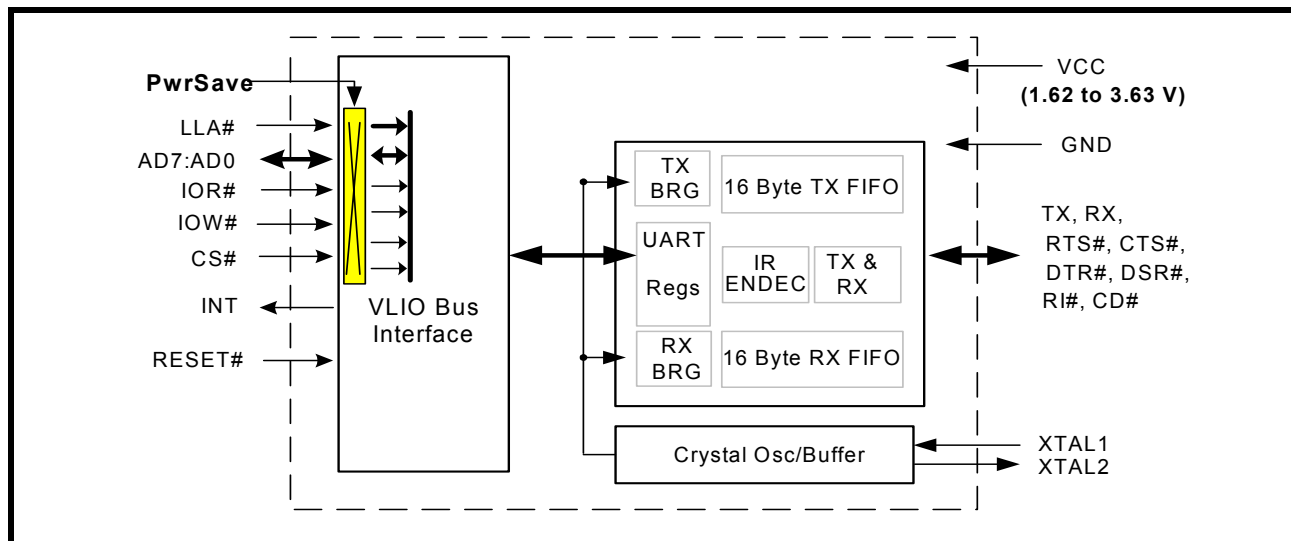 PwrSave
LLA#
AD7:AD0
IOR#
IOW#
CS#
INT
RESET#
VLIO Bus
Interface
TX
BRG
16 Byte TX FIFO
UART
Regs
IR
ENDEC
TX &
RX
RX
BRG
16 Byte RX FIFO
Crystal Osc/Buffer
VCC
(1.62 to 3.63 V)
GND
TX, RX,
RTS#, CTS#,
DTR#, DSR#,
RI#, CD#
XTAL1
XTAL2